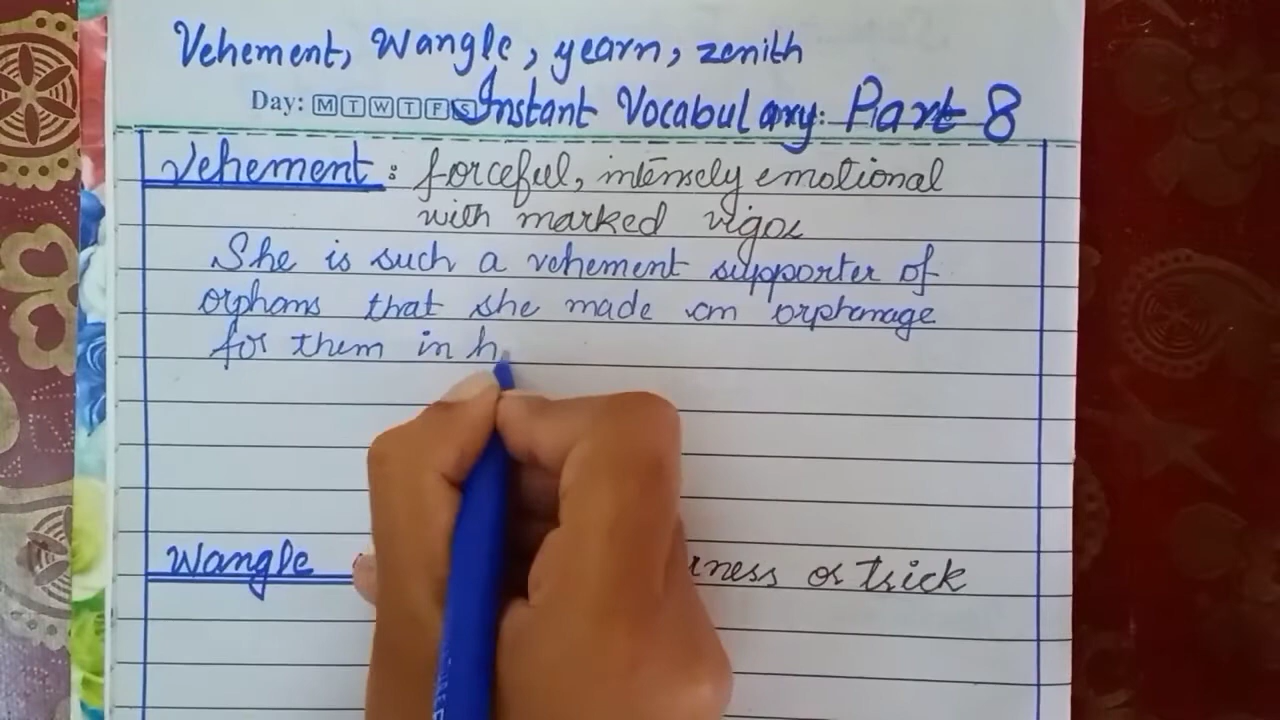 Vehement, Wangle, yearn, zenith
Day: M T W T F S Instant Vocabulary: Part 8
Vehement: forceful, intensely emotional
with marked vigor
She is such a vehement supporter of
orphans that she made an orphanage
for them in h
Wangle rness or trick